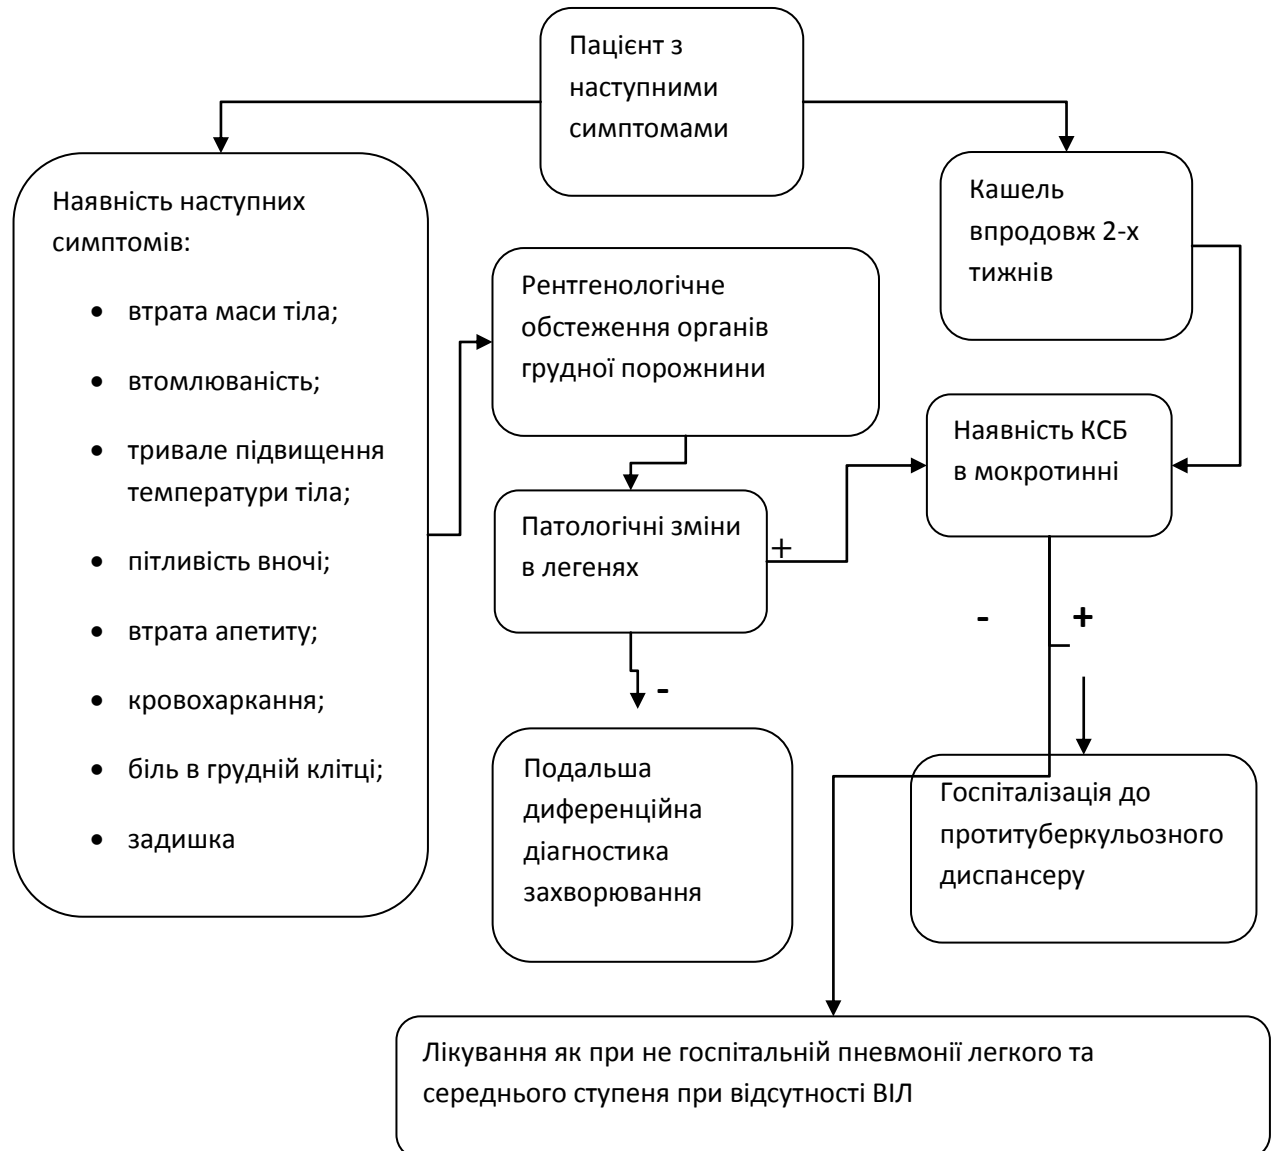 Пацієнт з
наступними
симптомами
Наявність наступних
симптомів:
• втрата маси тіла;
• втомлюваність;
• тривале підвищення
температури тіла;
• пітливість вночі;
• втрата апетиту;
• кровохаркання;
• біль в грудній клітці;
• задишка
Кашель
впродовж 2-х
тижнів
Рентгенологічне
обстеження органів
грудної порожнини
Наявність КСБ
в мокротинні
Патологічні зміни
в легенях
+
- +
-
Подальша
диференційна
діагностика
захворювання
Госпіталізація до
протитуберкульозного
диспансеру
Лікування як при не госпітальній пневмонії легкого та
середнього ступеня при відсутності ВІЛ